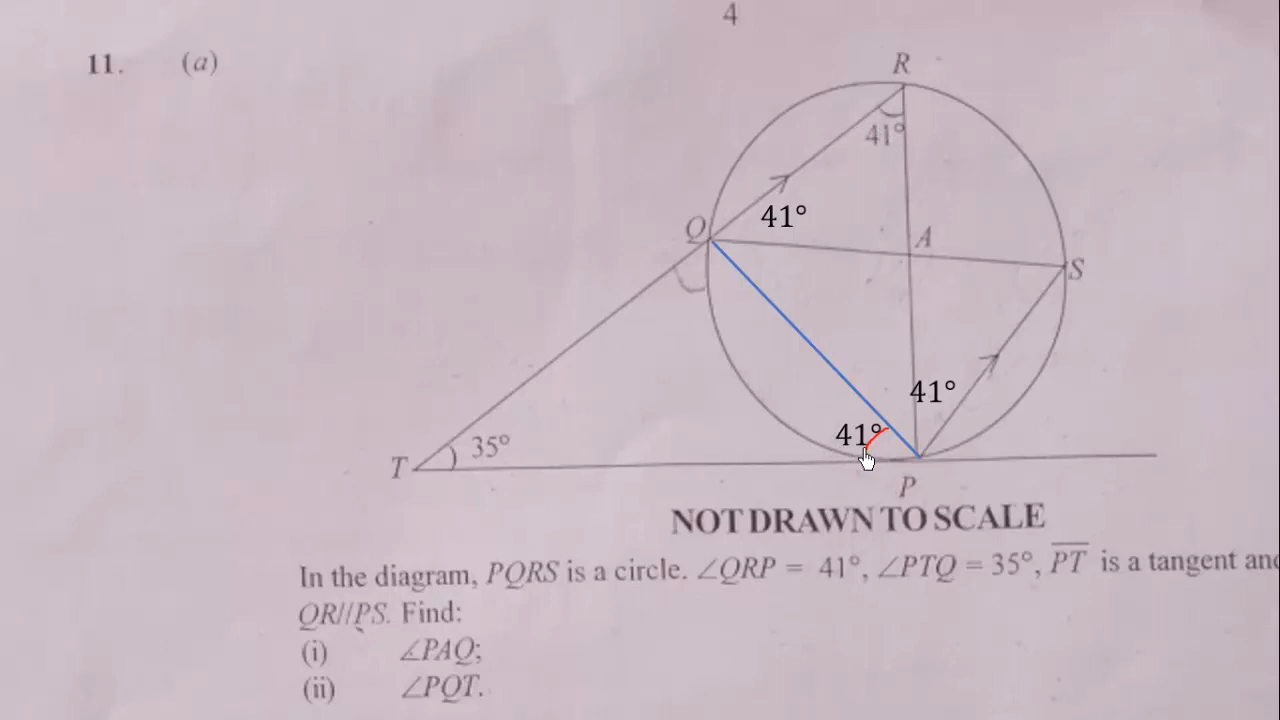 4
11. (a)
R
41°
41°
Q
A
S
41°
41°
35°
T
P
NOT DRAWN TO SCALE
In the diagram, PQRS is a circle. ∠QRP = 41°, ∠PTQ = 35°, PT is a tangent and
QR//PS. Find:
(i) ∠PAQ;
(ii) ∠PQT.